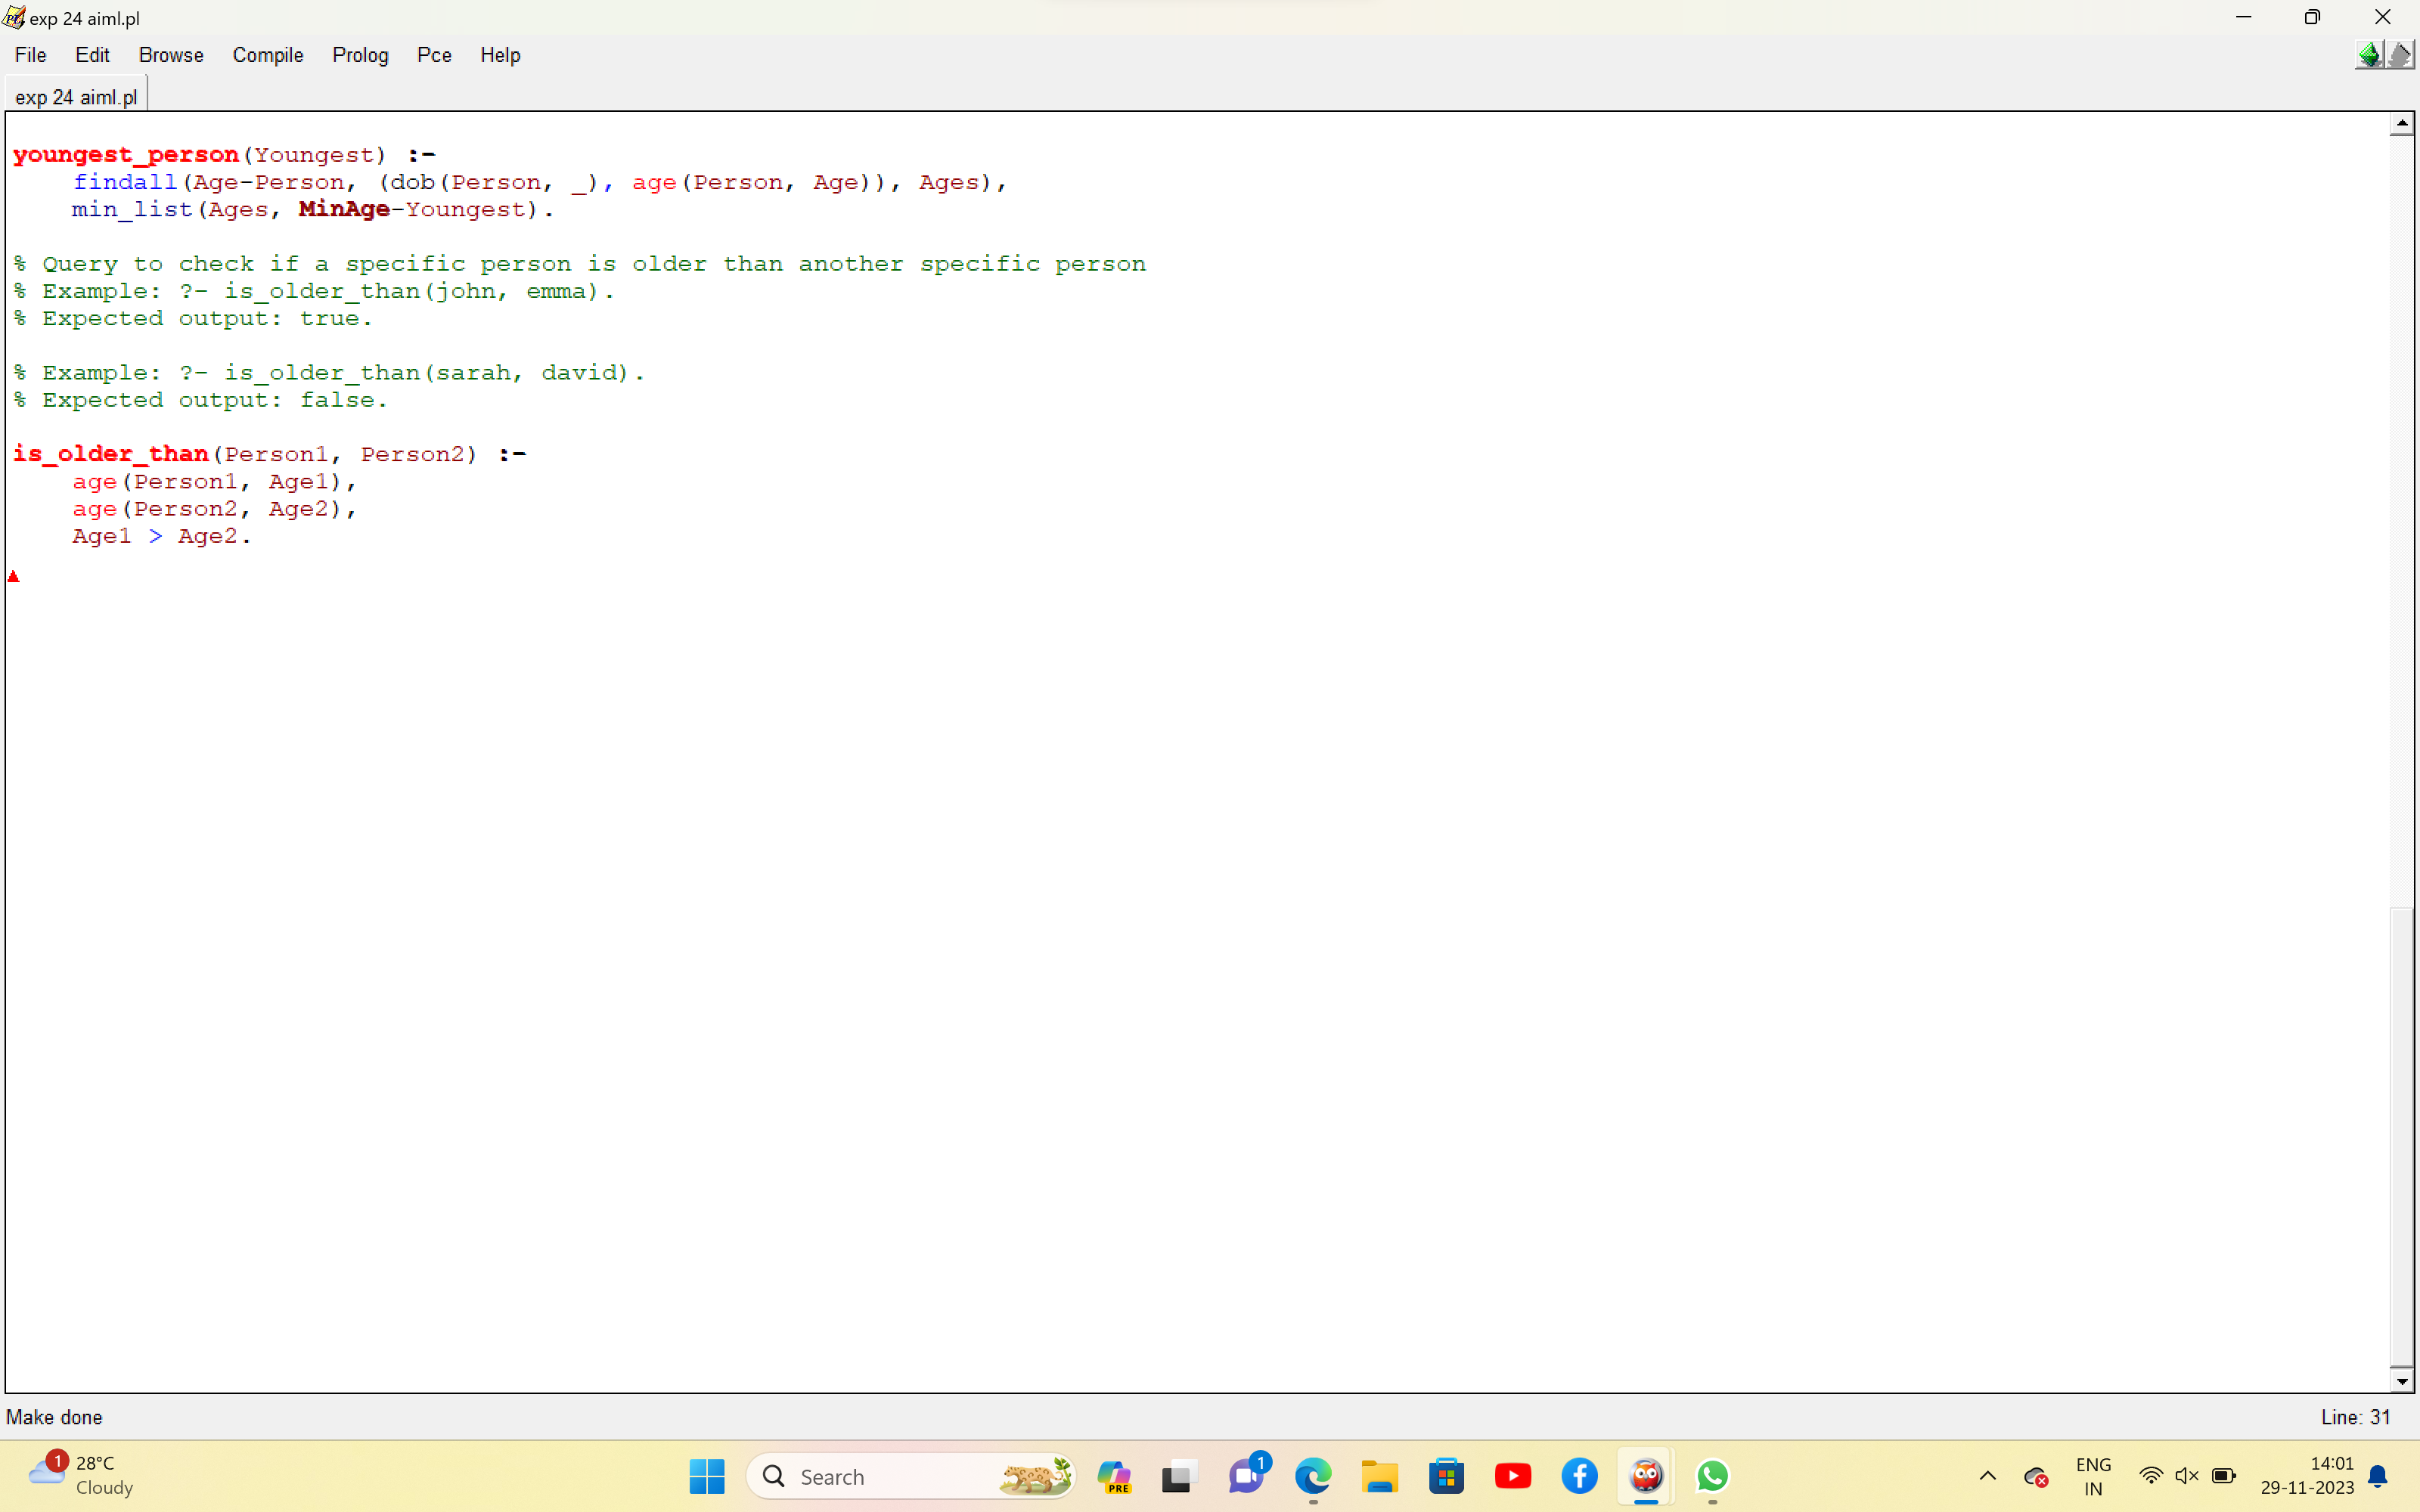 exp 24 aiml.pl
File Edit Browse Compile Prolog Pce Help
exp 24 aiml.pl
youngest_person(Youngest) :-
    findall(Age-Person, (dob(Person, _), age(Person, Age)), Ages),
    min_list(Ages, MinAge-Youngest).
% Query to check if a specific person is older than another specific person
% Example: ?- is_older_than(john, emma).
% Expected output: true.
% Example: ?- is_older_than(sarah, david).
% Expected output: false.
is_older_than(Person1, Person2) :-
    age(Person1, Age1),
    age(Person2, Age2),
    Age1 > Age2.
Make done
Line: 31
1
28°C
Cloudy
Search
PRE
1
ENG
IN
14:01
29-11-2023